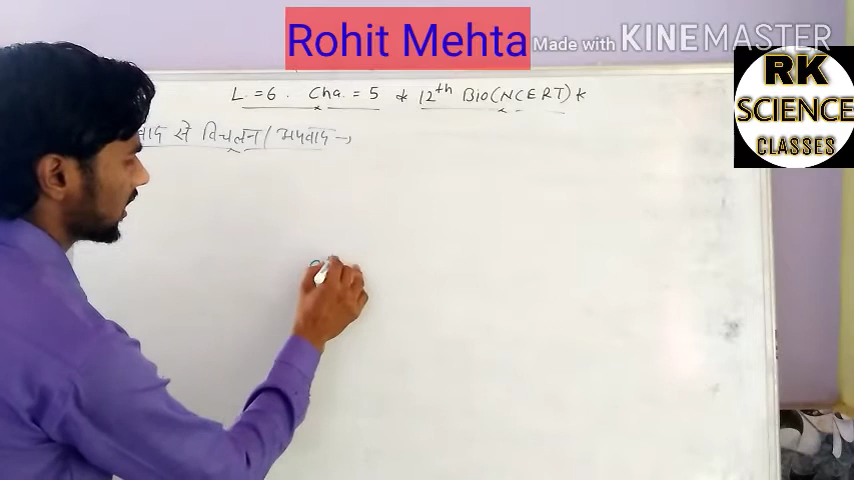 Rohit Mehta
Made with KINEMASTER
RK
SCIENCE
CLASSES
L = 6. Cha. = 5 * 12th BIO (NCERT) *
से विचलन / अपवाद →